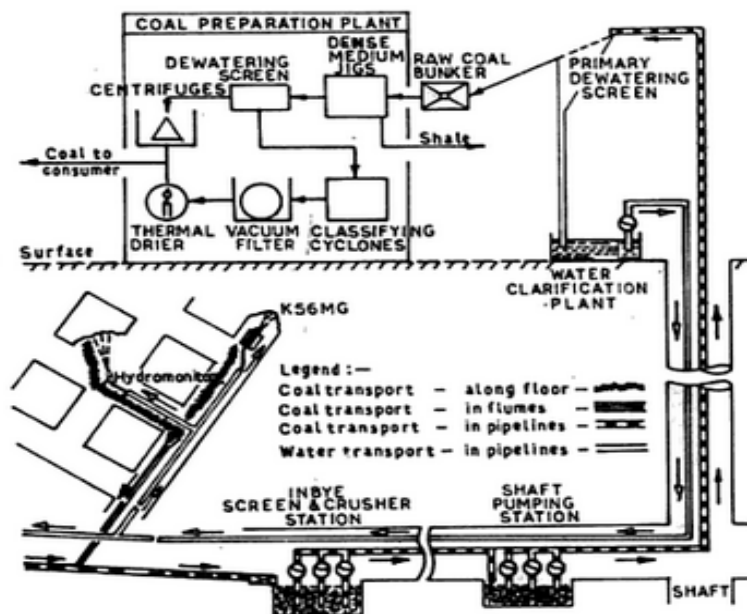 COAL PREPARATION PLANT
DEWATERING
SCREEN
DENSE
MEDIUM
JIGS
RAW COAL
BUNKER
PRIMARY
DEWATERING
SCREEN
CENTRIFUGES
Shale
Coal to
consumer
THERMAL
DRIER
VACUUM
FILTER
CLASSIFYING
CYCLONES
Surface
WATER
CLARIFICATION
PLANT
K56MG
Hydromonitor
Legend :—
Coal transport — along floor —
Coal transport — in flumes —
Coal transport — in pipelines —
Water transport — in pipelines —
INBYE
SCREEN & CRUSHER
STATION
SHAFT
PUMPING
STATION
SHAFT